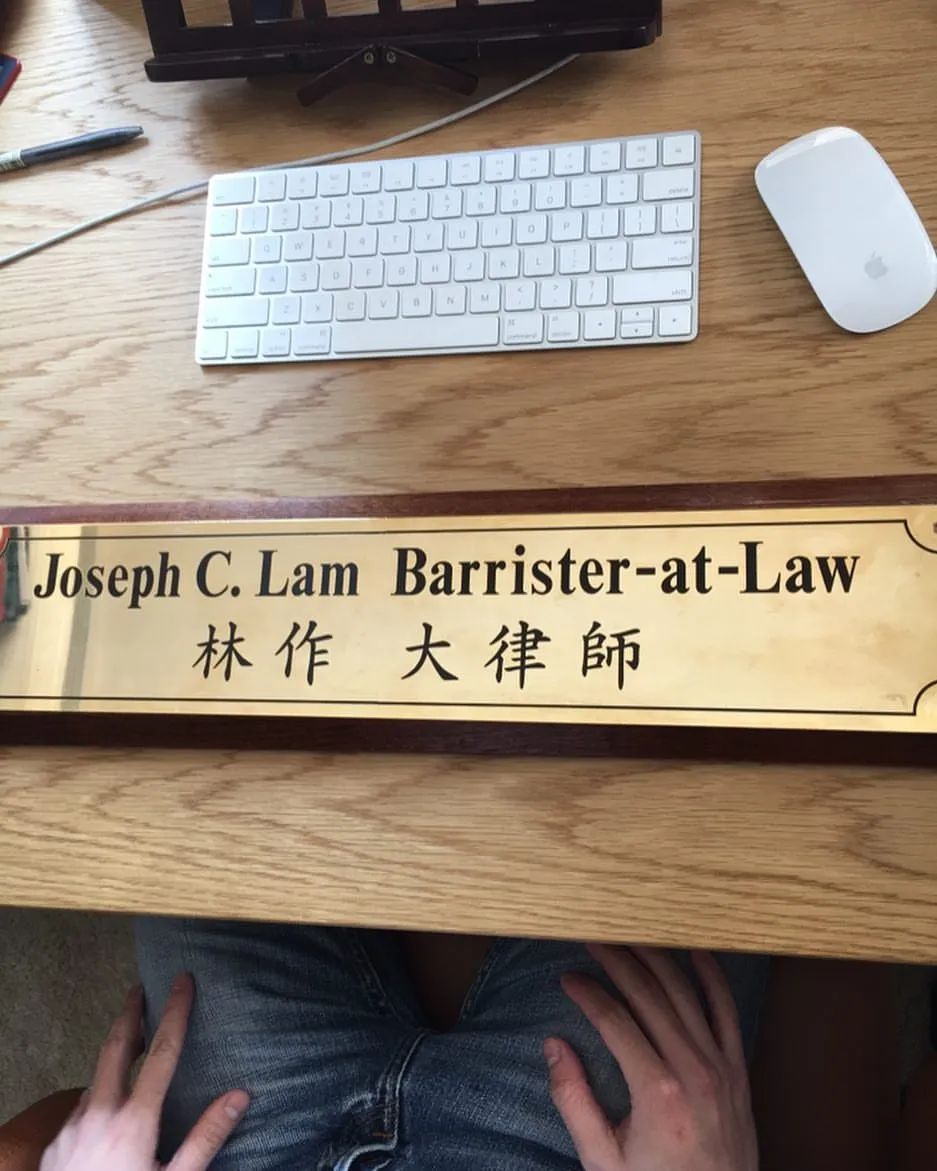 Q W E R T Y U I O P
A S D F G H J K L
Z X C V B N M
Joseph C. Lam Barrister-at-Law
林作 大律師